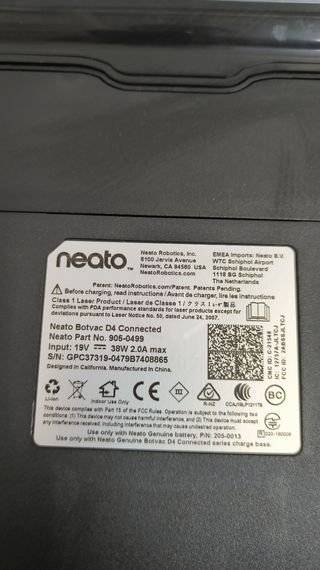 neato™
Neato Robotics, Inc.
8100 Jarvis Avenue
Newark, CA 94560 USA
NeatoRobotics.com
EMEA Imports: Neato B.V.
WTC Schiphol Airport
Schiphol Boulevard
1118 BG Schiphol
The Netherlands
Patent: NeatoRobotics.com/Patents. Patents Pending.
Before charging, read instructions / Avant de charger, lire les instructions
Class 1 Laser Product / Laser de Classe 1 / クラス1レーザ製品
Complies with FDA performance standards for laser products except for
deviations pursuant to Laser Notice No. 50, dated June 24, 2007.
Neato Botvac D4 Connected
Neato Part No. 905-0499
Input: 19V ⎓ 38W 2.0A max
S/N: GPC37319-0479B7408865
Designed in California. Manufactured in China.
Li-ion
Indoor Use Only
CE
III
R-NZ
BC
This device complies with Part 15 of the FCC Rules. Operation is subject to the following two
conditions: (1) This device may not cause harmful interference, and (2) this device must accept
any interference received, including interference that may cause undesired operation.
Use with Neato Genuine battery, P/N: 205-0013
Use with Neato Genuine Botvac D4 Connected series charge base.